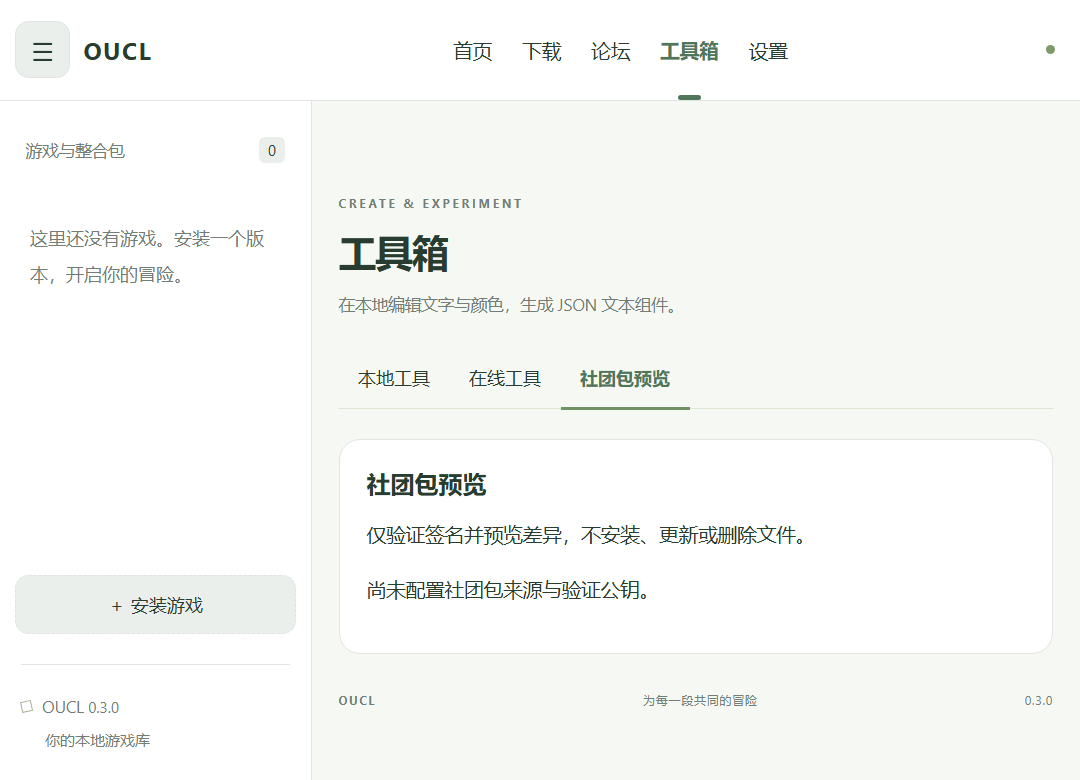 OUCL
首页
下载
论坛
工具箱
设置
游戏与整合包
0
这里还没有游戏。安装一个版
本，开启你的冒险。
+ 安装游戏
OUCL 0.3.0
你的本地游戏库
CREATE & EXPERIMENT
工具箱
在本地编辑文字与颜色，生成 JSON 文本组件。
本地工具
在线工具
社团包预览
社团包预览
仅验证签名并预览差异，不安装、更新或删除文件。
尚未配置社团包来源与验证公钥。
OUCL
为每一段共同的冒险
0.3.0